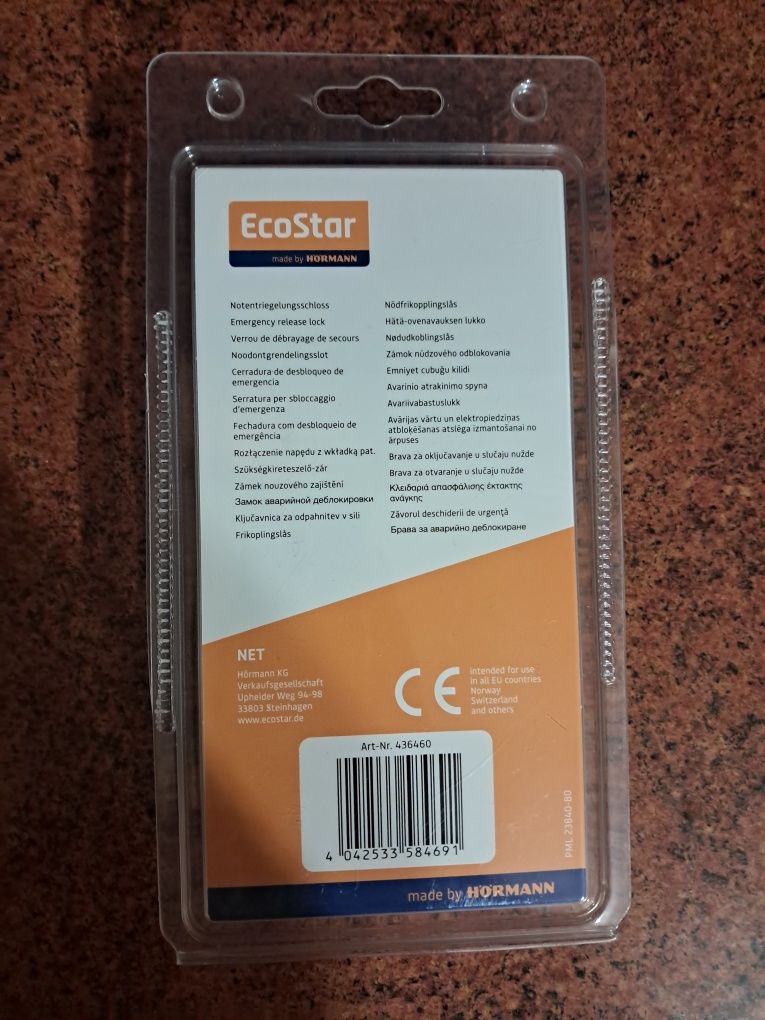 EcoStar
made by HÖRMANN
Notentriegelungsschloss
Emergency release lock
Verrou de débrayage de secours
Noodontgrendelingsslot
Cerradura de desbloqueo de
emergencia
Serratura per sbloccaggio
d'emergenza
Fechadura com desbloqueio de
emergência
Rozłączenie napędu z wkładką pat.
Szükségkireteszelő-zár
Zámek nouzového zajištění
Замок аварийной деблокировки
Ključavnica za odpahnitev v sili
Frikoplingslås
Nödfrikopplingslås
Hätä-ovenavauksen lukko
Nødudkoblingslås
Zámok núdzového odblokovania
Emniyet cubuğu kilidi
Avarinio atrakinimo spyna
Avariivabastuslukk
Avārijas vārtu un elektropiedziņas
atbloķēšanas atslēga izmantošanai no
ārpuses
Brava za oključavanje u slučaju nužde
Brava za otvaranje u slučaju nužde
Κλειδαριά απασφάλισης έκτακτης
ανάγκης
Zăvorul deschiderii de urgenţă
Брава за аварийно деблокиране
NET
Hörmann KG
Verkaufsgesellschaft
Upheider Weg 94-98
33803 Steinhagen
www.ecostar.de
CE
intended for use
in all EU countries
Norway
Switzerland
and others
Art-Nr. 436460
4 042533 584691
PML 23840-80
made by HÖRMANN